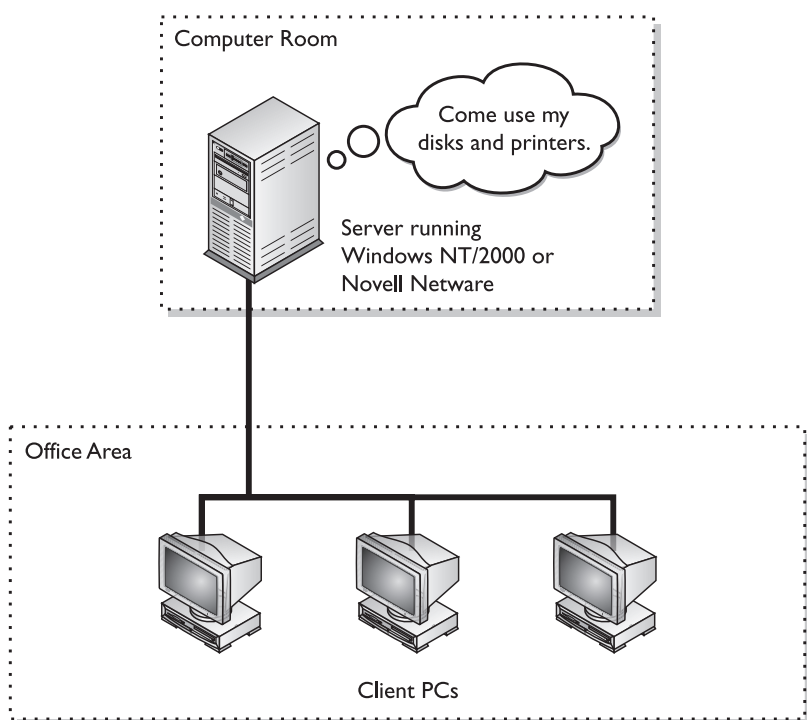 Computer Room
Come use my
disks and printers.
Server running
Windows NT/2000 or
Novell Netware
Office Area
Client PCs